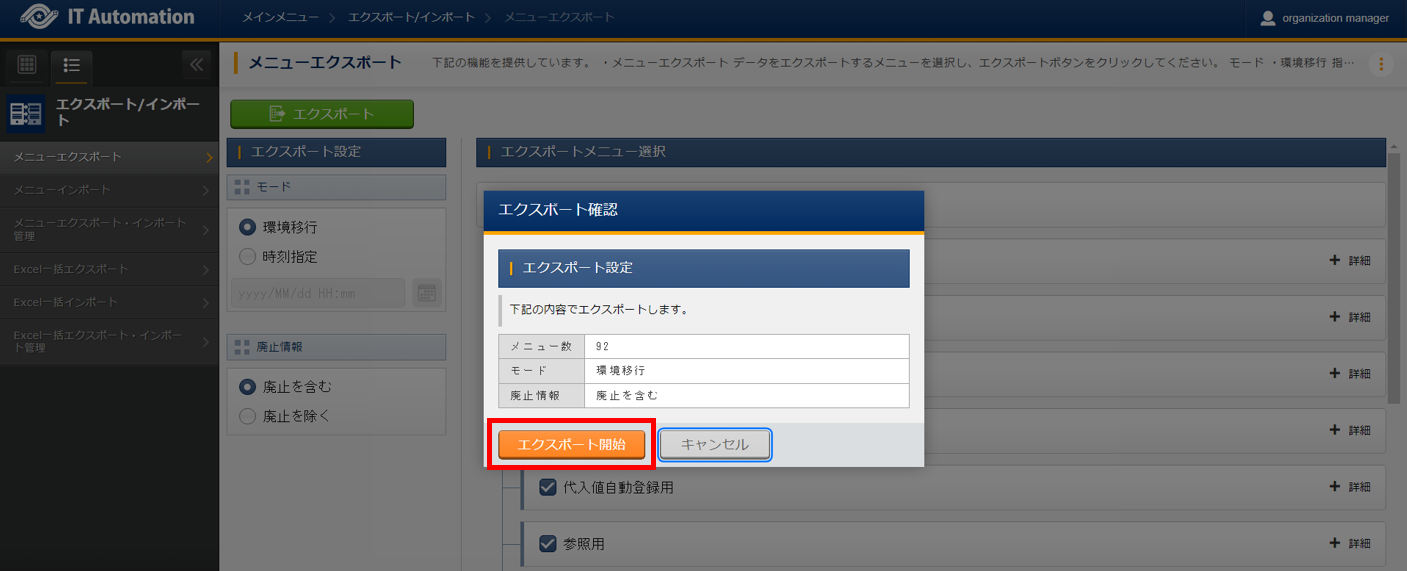 IT Automation
メインメニュー
エクスポート/インポート
メニューエクスポート
organization manager
エクスポート/インポー
ト
メニューエクスポート
メニューインポート
メニューエクスポート・インポート
管理
Excel一括エクスポート
Excel一括インポート
Excel一括エクスポート・インポー
ト管理
メニューエクスポート
下記の機能を提供しています。 ・メニューエクスポート データをエクスポートするメニューを選択し、エクスポートボタンをクリックしてください。 モード ・環境移行 指…
エクスポート
エクスポート設定
モード
環境移行
時刻指定
yyyy/MM/dd HH:mm
廃止情報
廃止を含む
廃止を除く
エクスポートメニュー選択
詳細
詳細
詳細
詳細
代入値自動登録用
詳細
参照用
詳細
エクスポート確認
エクスポート設定
下記の内容でエクスポートします。
メニュー数 92
モード 環境移行
廃止情報 廃止を含む
エクスポート開始
キャンセル